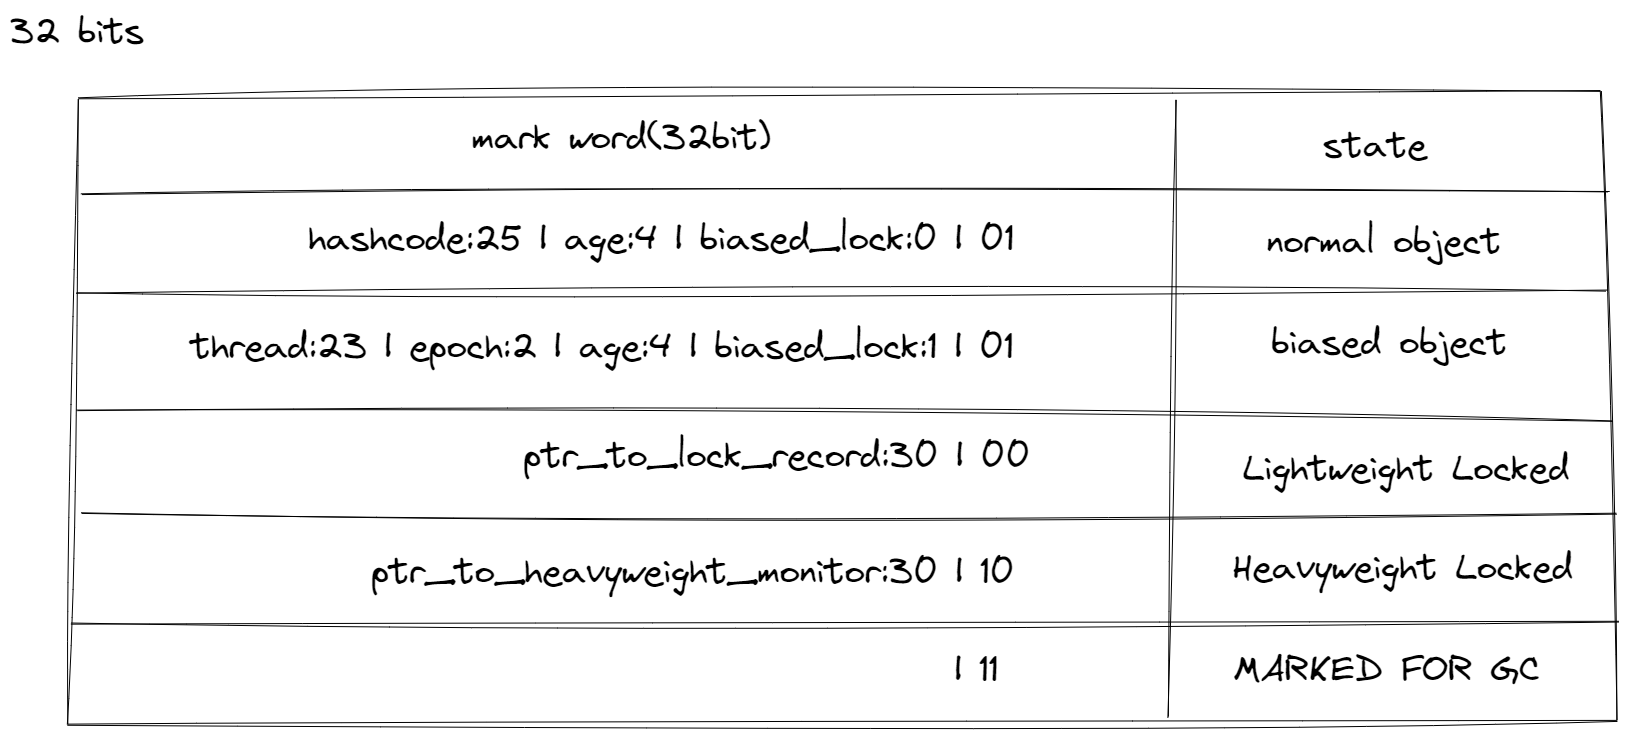 32 bits
mark word(32bit) state
hashcode:25 | age:4 | biased_lock:0 | 01 normal object
thread:23 | epoch:2 | age:4 | biased_lock:1 | 01 biased object
ptr_to_lock_record:30 | 00 Lightweight Locked
ptr_to_heavyweight_monitor:30 | 10 Heavyweight Locked
| 11 MARKED FOR GC